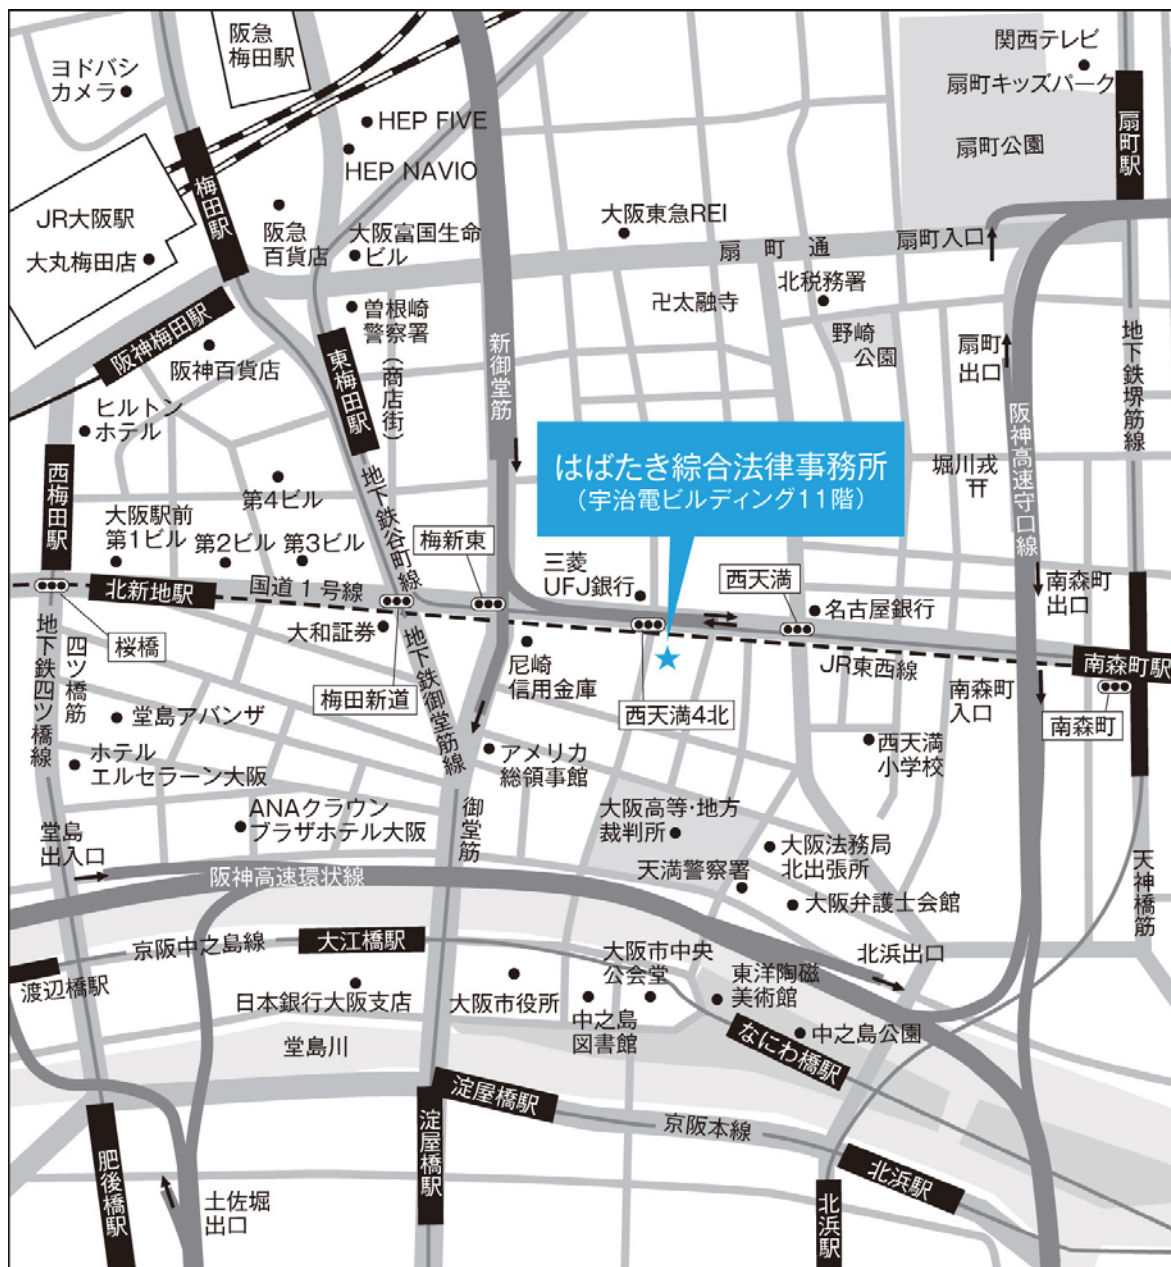 阪急
梅田駅
ヨドバシ
カメラ
関西テレビ
扇町キッズパーク
扇町公園
扇町駅
HEP FIVE
HEP NAVIO
梅田駅
JR大阪駅
大丸梅田店
阪急
百貨店
大阪富国生命
ビル
大阪東急REI
扇町通
扇町入口
北税務署
卍太融寺
野崎
公園
曽根崎
警察署
(商店街)
新御堂筋
阪神梅田駅
阪神百貨店
東梅田駅
扇町
出口
地下鉄堺筋線
阪神高速守口線
ヒルトン
ホテル
西梅田駅
はばたき綜合法律事務所
(宇治電ビルディング11階)
堀川戎
第4ビル
大阪駅前
第1ビル
第2ビル
第3ビル
地下鉄谷町線
梅新東
三菱
UFJ銀行
西天満
名古屋銀行
南森町
出口
北新地駅
国道1号線
桜橋
大和証券
梅田新道
尼崎
信用金庫
西天満4北
JR東西線
南森町
入口
南森町駅
南森町
地下鉄四ツ橋線
四ツ橋筋
地下鉄御堂筋線
堂島アバンザ
ホテル
エルセラーン大阪
アメリカ
総領事館
西天満
小学校
ANAクラウン
プラザホテル大阪
御堂筋
大阪高等・地方
裁判所
大阪法務局
北出張所
堂島
出入口
阪神高速環状線
天満警察署
大阪弁護士会館
天神橋筋
京阪中之島線
大江橋駅
大阪市中央
公会堂
北浜出口
渡辺橋駅
日本銀行大阪支店
大阪市役所
中之島
図書館
東洋陶磁
美術館
中之島公園
なにわ橋駅
堂島川
淀屋橋駅
淀屋橋駅
京阪本線
肥後橋駅
土佐堀
出口
北浜駅
北浜駅